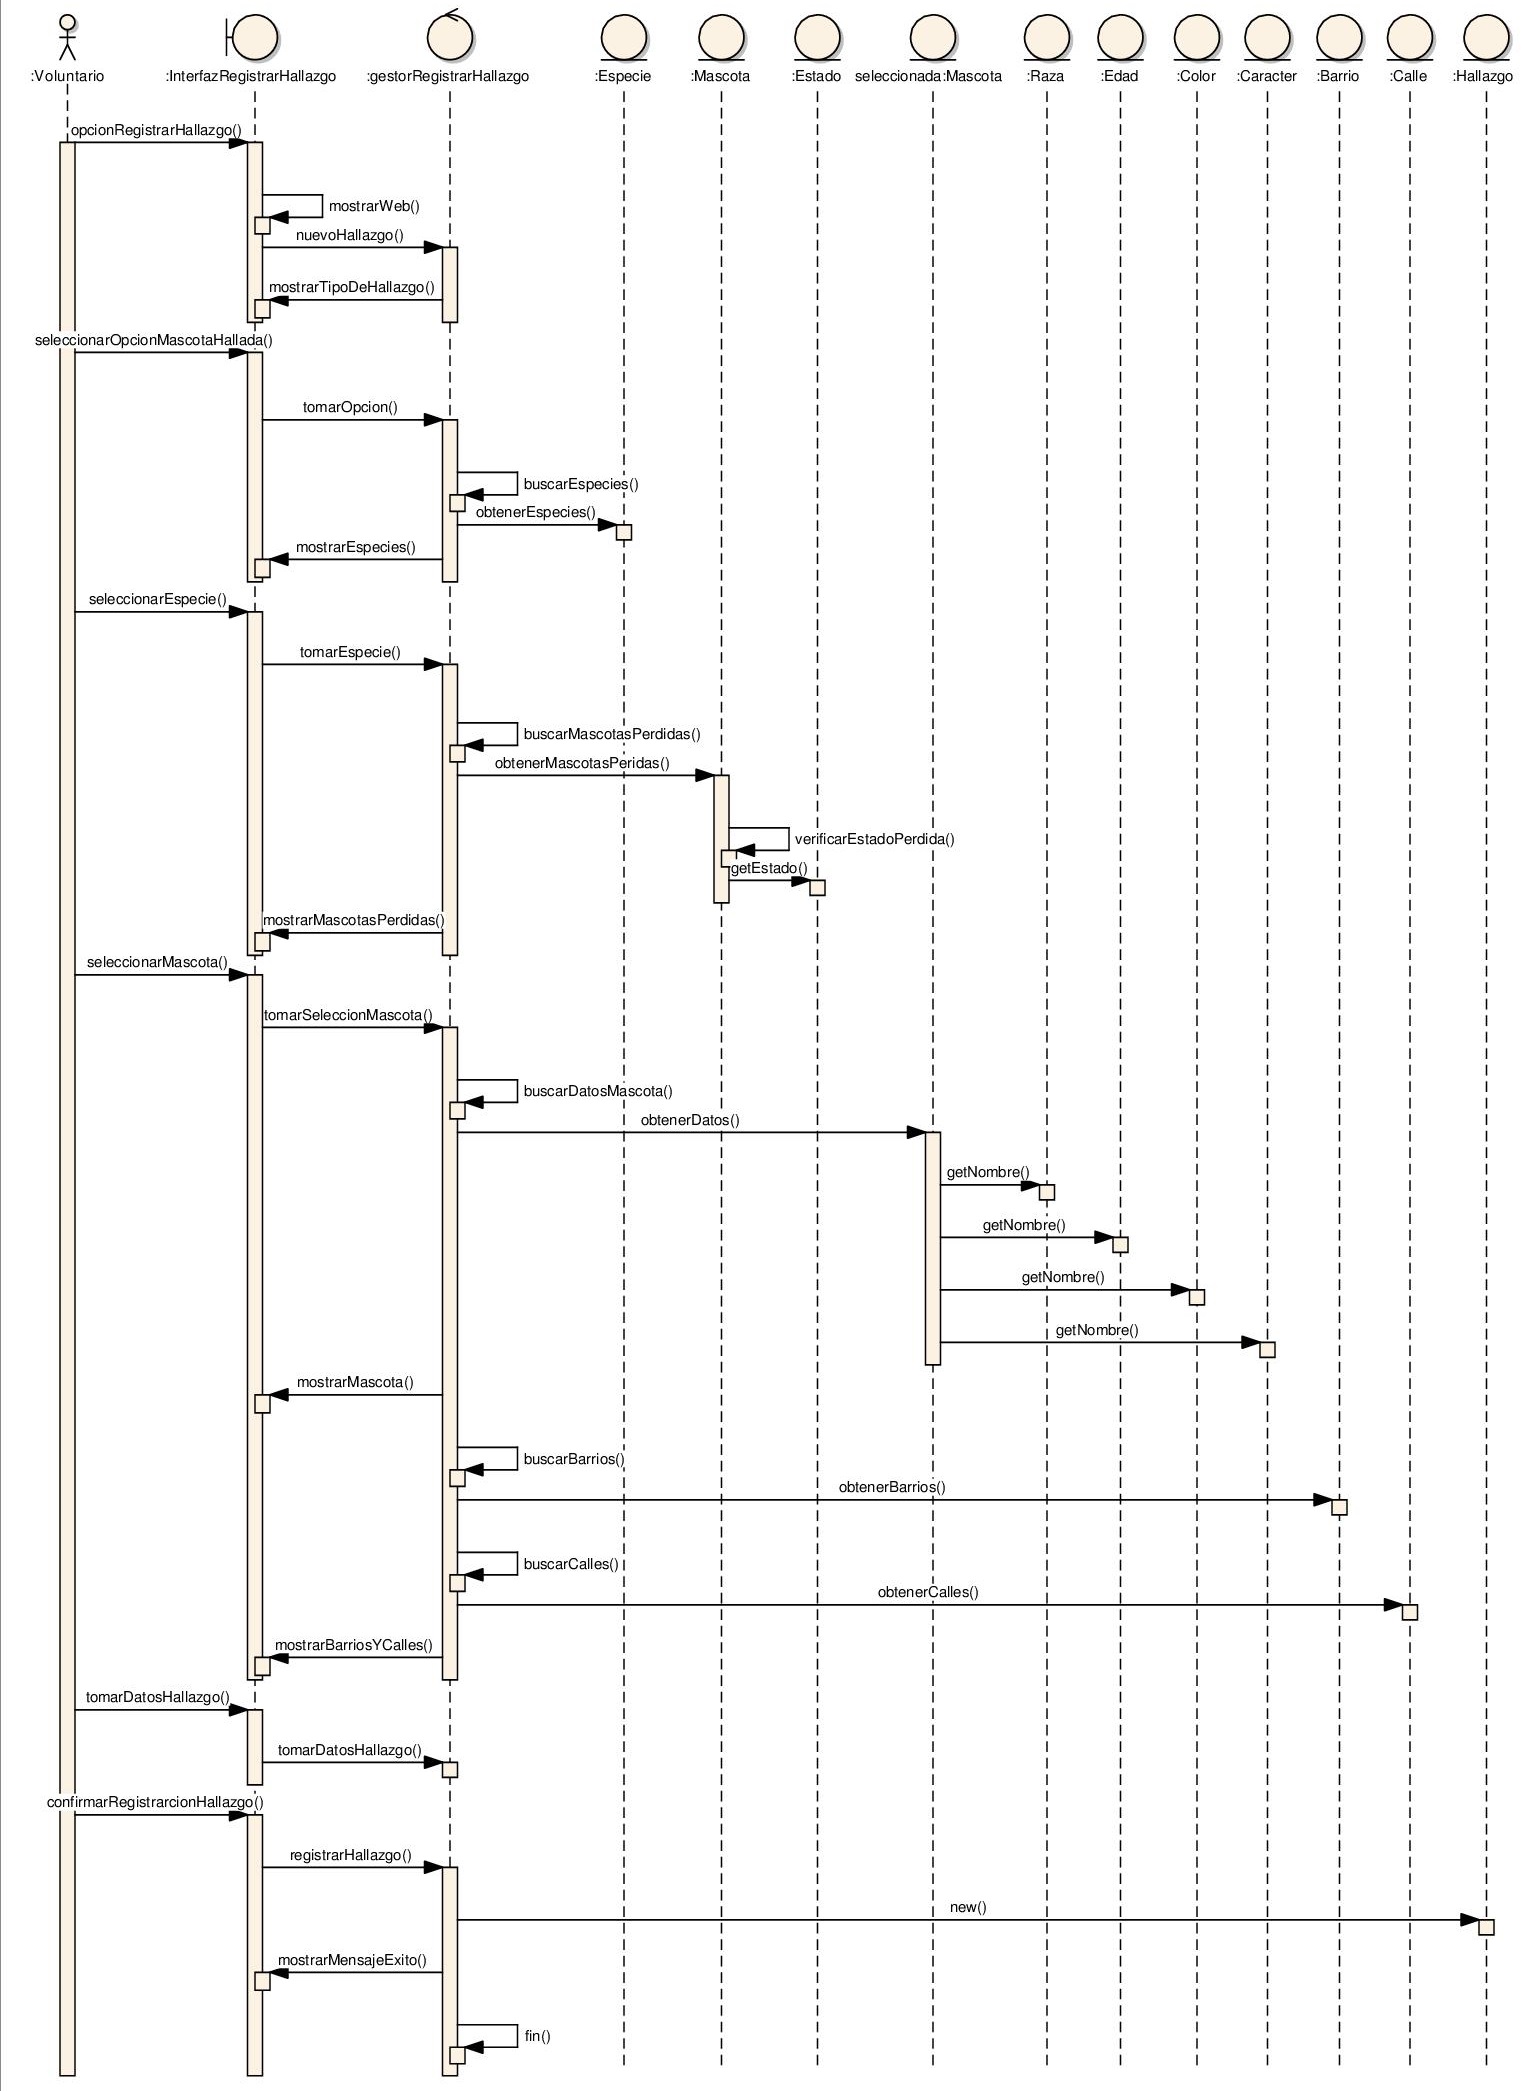 :Voluntario
:InterfazRegistrarHallazgo
:gestorRegistrarHallazgo
:Especie
:Mascota
:Estado
seleccionada:Mascota
:Raza
:Edad
:Color
:Caracter
:Barrio
:Calle
:Hallazgo
opcionRegistrarHallazgo()
mostrarWeb()
nuevoHallazgo()
mostrarTipoDeHallazgo()
seleccionarOpcionMascotaHallada()
tomarOpcion()
buscarEspecies()
obtenerEspecies()
mostrarEspecies()
seleccionarEspecie()
tomarEspecie()
buscarMascotasPerdidas()
obtenerMascotasPeridas()
verificarEstadoPerdida()
getEstado()
mostrarMascotasPerdidas()
seleccionarMascota()
tomarSeleccionMascota()
buscarDatosMascota()
obtenerDatos()
getNombre()
getNombre()
getNombre()
getNombre()
mostrarMascota()
buscarBarrios()
obtenerBarrios()
buscarCalles()
obtenerCalles()
mostrarBarriosYCalles()
tomarDatosHallazgo()
tomarDatosHallazgo()
confirmarRegistrarcionHallazgo()
registrarHallazgo()
new()
mostrarMensajeExito()
fin()